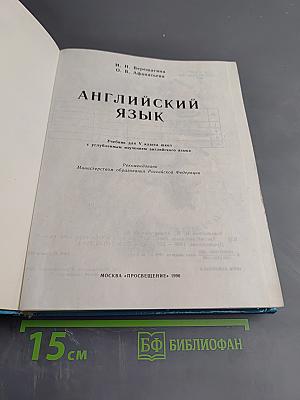 И. Н. Верещагина
О. В. Афанасьева
АНГЛИЙСКИЙ
ЯЗЫК
Учебник для V класса школ
с углубленным изучением английского языка
Рекомендовано
Министерством образования Российской Федерации
МОСКВА «ПРОСВЕЩЕНИЕ» 1996
15 см
БФ БИБЛИОФАН